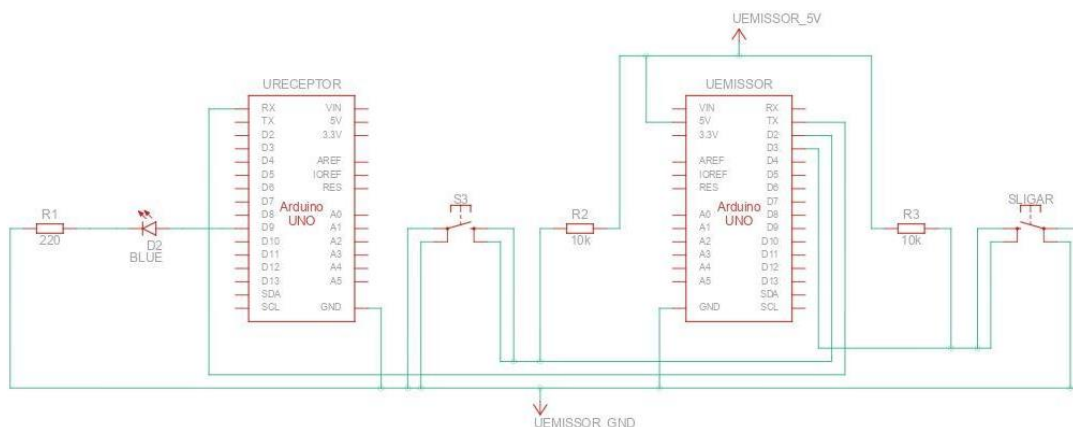 UEMISSOR_5V
URECEPTOR
RX
TX
D2
D3
D4
D5
D6
D7
D8
D9
D10
D11
D12
D13
SDA
SCL
VIN
5V
3.3V
AREF
IOREF
RES
A0
A1
A2
A3
A4
A5
GND
Arduino
UNO
UEMISSOR
VIN
5V
3.3V
AREF
IOREF
RES
A0
A1
A2
A3
A4
A5
GND
RX
TX
D2
D3
D4
D5
D6
D7
D8
D9
D10
D11
D12
D13
SDA
SCL
Arduino
UNO
R1
220
D2
BLUE
S3
R2
10k
R3
10k
SLIGAR
UEMISSOR_GND